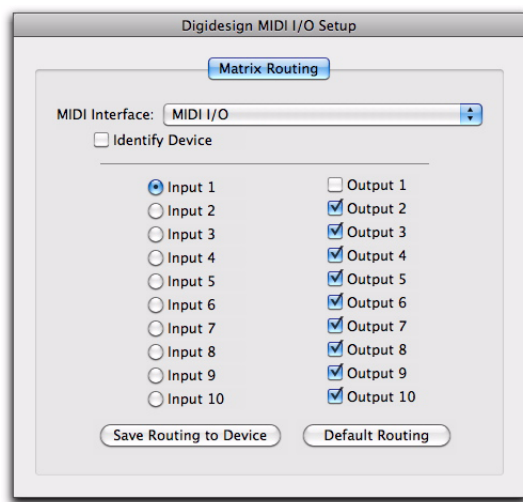 Digidesign MIDI I/O Setup
Matrix Routing
MIDI Interface: MIDI I/O
Identify Device
Input 1 Output 1
Input 2 Output 2
Input 3 Output 3
Input 4 Output 4
Input 5 Output 5
Input 6 Output 6
Input 7 Output 7
Input 8 Output 8
Input 9 Output 9
Input 10 Output 10
Save Routing to Device Default Routing